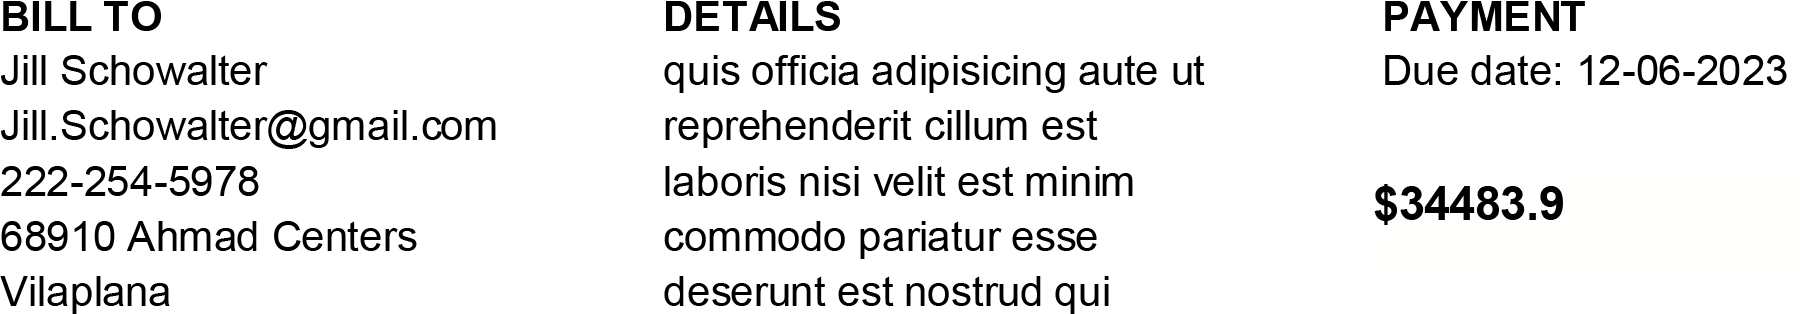 BILL TO
Jill Schowalter
Jill.Schowalter@gmail.com
222-254-5978
68910 Ahmad Centers
Vilaplana
DETAILS
quis officia adipisicing aute ut
reprehenderit cillum est
laboris nisi velit est minim
commodo pariatur esse
deserunt est nostrud qui
PAYMENT
Due date: 12-06-2023
$34483.9